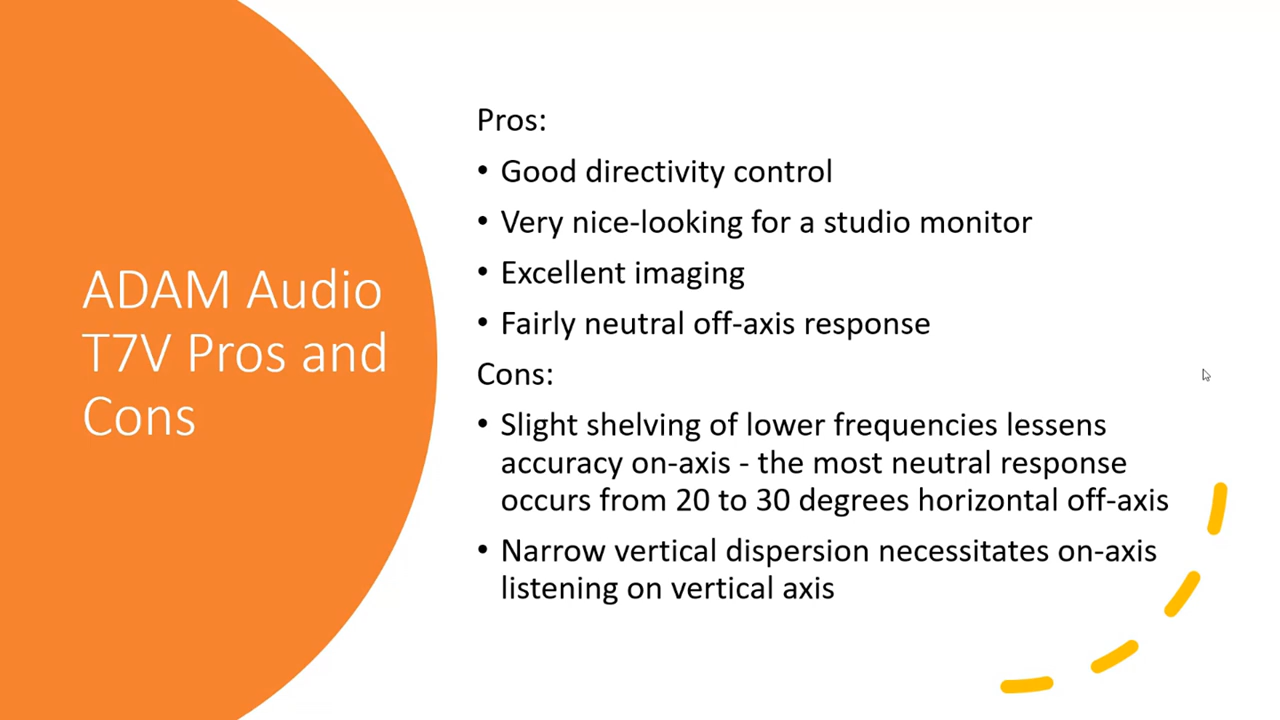 ADAM Audio
T7V Pros and
Cons
Pros:
• Good directivity control
• Very nice-looking for a studio monitor
• Excellent imaging
• Fairly neutral off-axis response
Cons:
• Slight shelving of lower frequencies lessens
accuracy on-axis - the most neutral response
occurs from 20 to 30 degrees horizontal off-axis
• Narrow vertical dispersion necessitates on-axis
listening on vertical axis